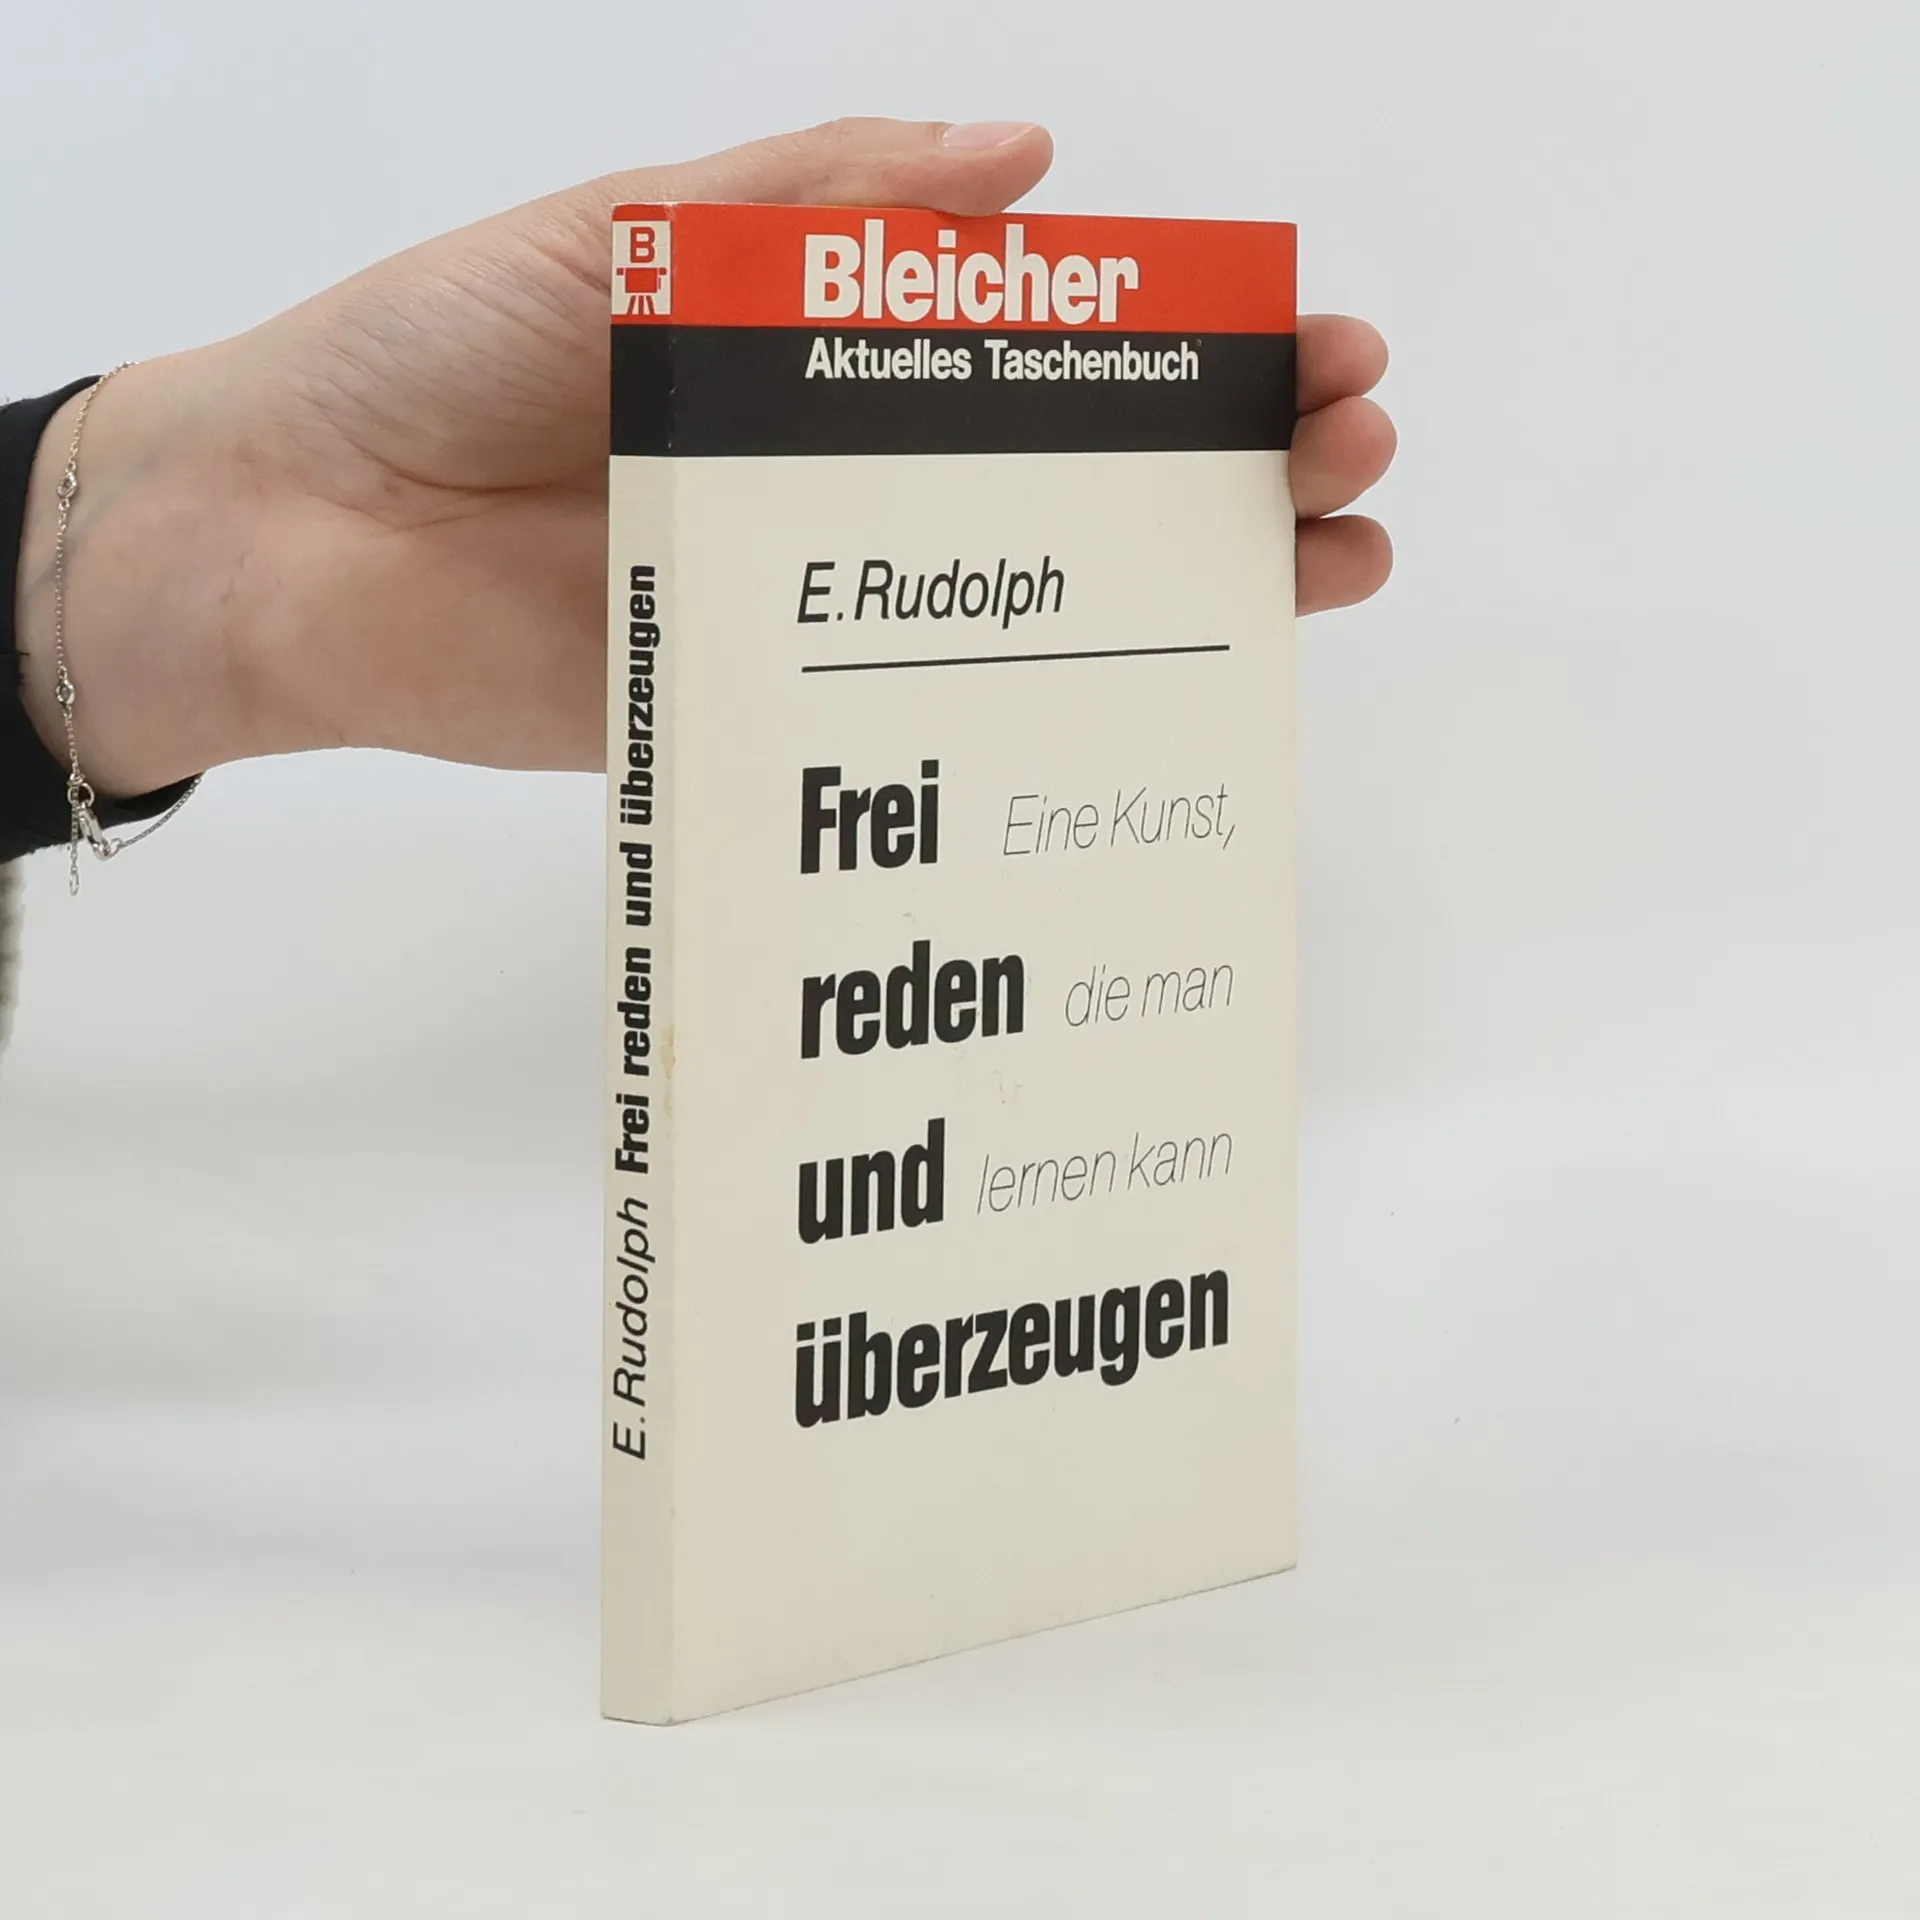 B
E. Rudolph Frei reden und überzeugen
Bleicher
Aktuelles Taschenbuch
E. Rudolph
Frei Eine Kunst,
reden die man
und lernen kann
überzeugen